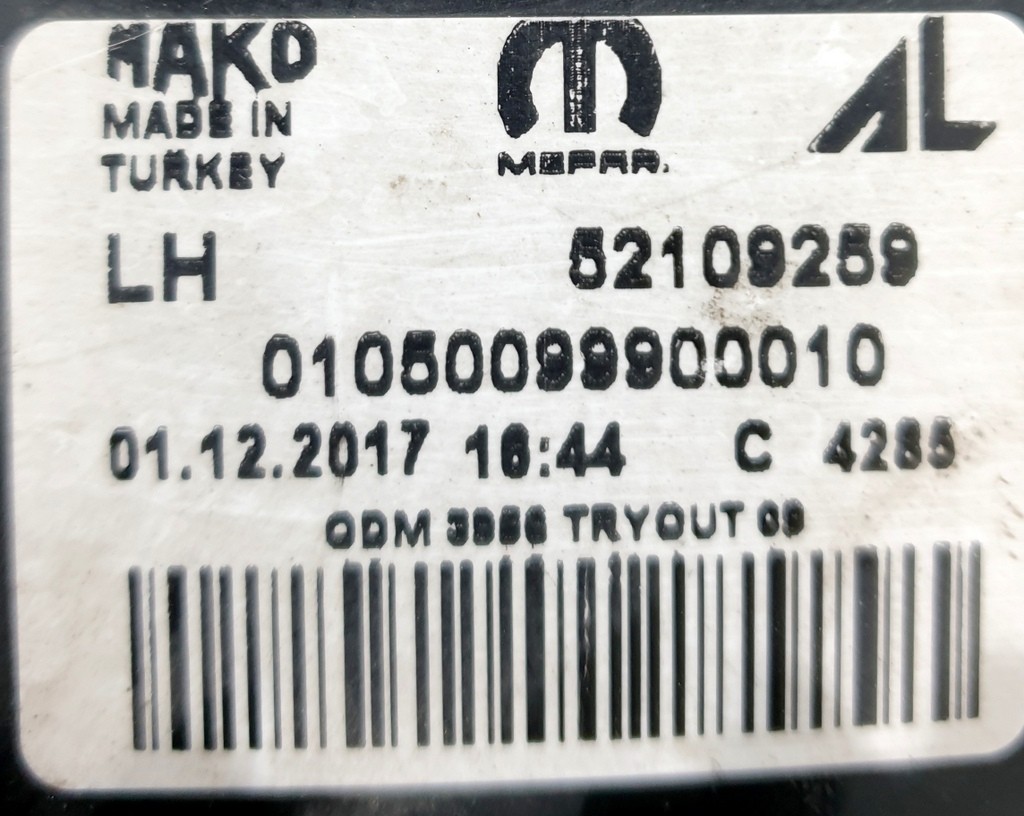 MAKO
MADE IN
TURKEY
MOPAR.
AL
LH 52109259
01050099900010
01.12.2017 16:44 C 4285
ODM 3956 TRYOUT 09